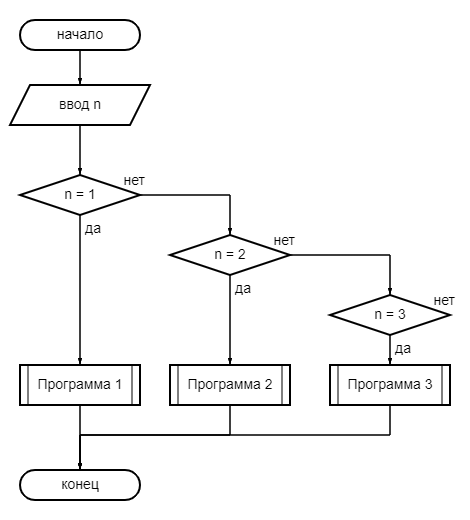 начало
ввод n
n = 1
нет
да
n = 2
нет
да
n = 3
нет
да
Программа 1
Программа 2
Программа 3
конец